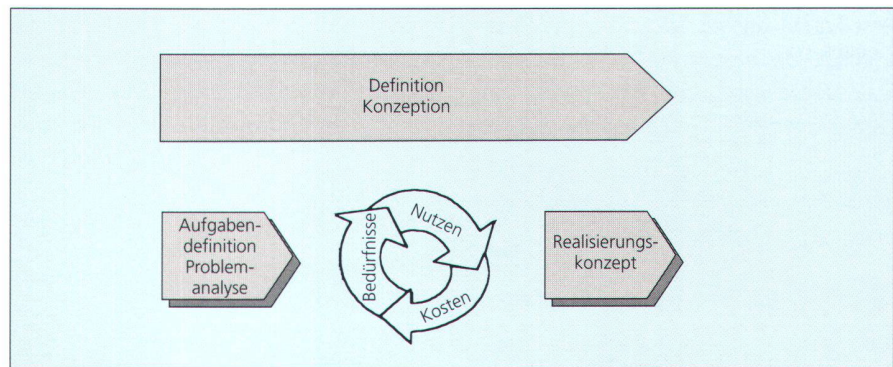 Definition
Konzeption
Aufgaben-
definition
Problem-
analyse
Bedürfnisse
Nutzen
Kosten
Realisierungs-
konzept